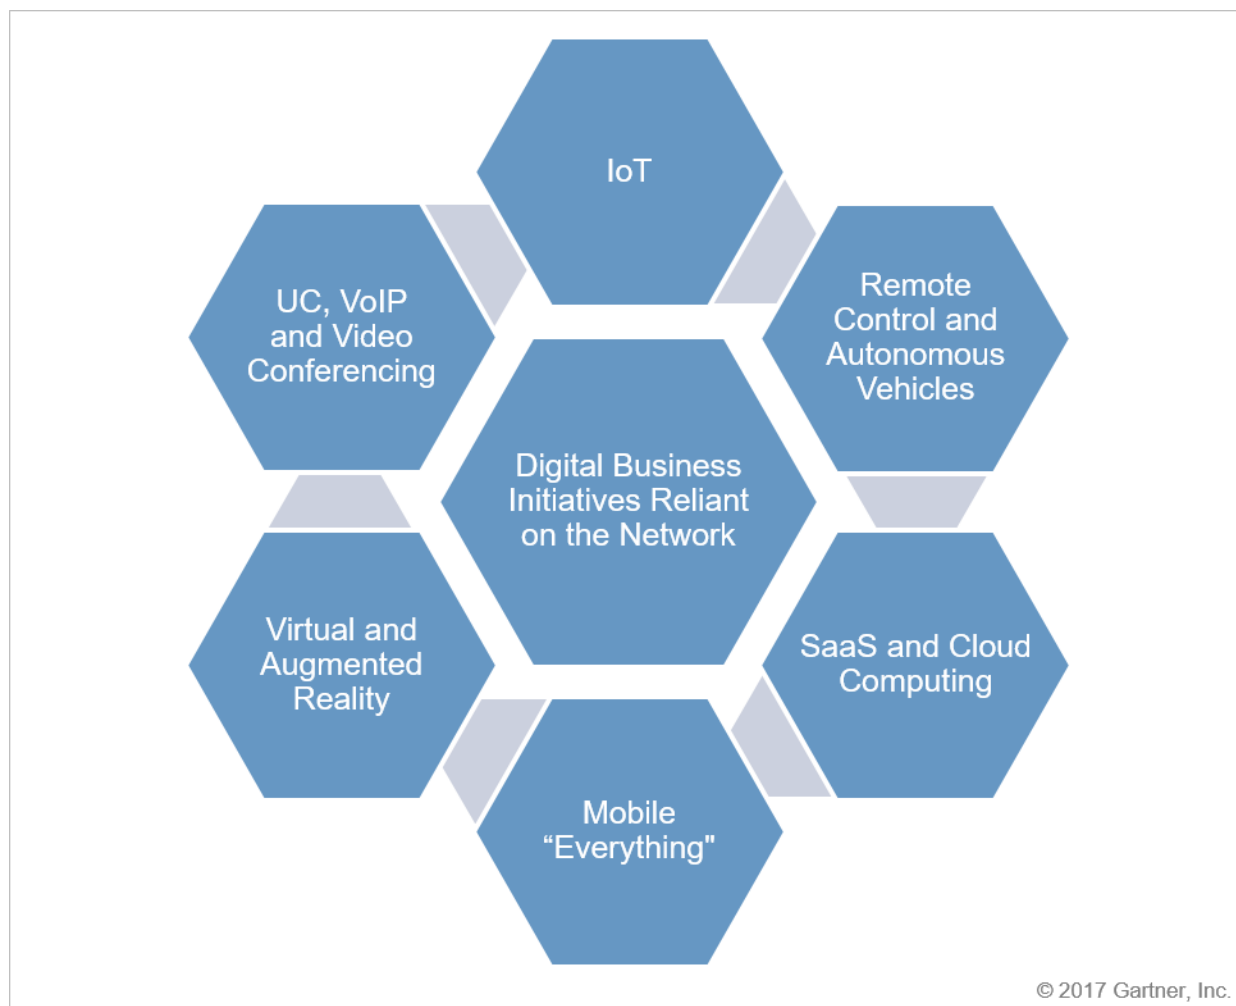 IoT
Remote
Control and
Autonomous
Vehicles
UC, VoIP
and Video
Conferencing
Digital Business
Initiatives Reliant
on the Network
Virtual and
Augmented
Reality
SaaS and Cloud
Computing
Mobile
“Everything"
© 2017 Gartner, Inc.